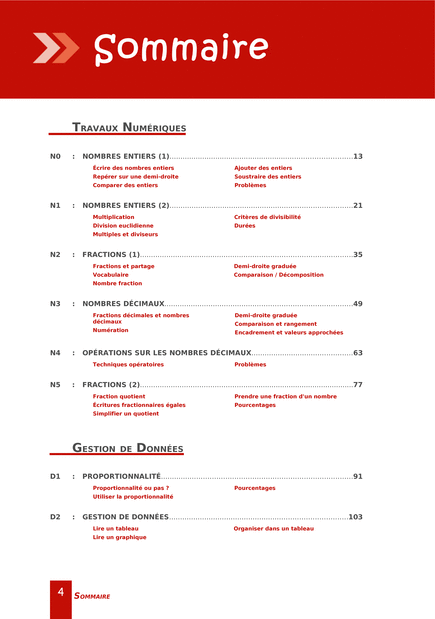 Sommaire
Travaux Numériques
N0 : NOMBRES ENTIERS (1)...13
Écrire des nombres entiers Ajouter des entiers
Repérer sur une demi-droite Soustraire des entiers
Comparer des entiers Problèmes
N1 : NOMBRES ENTIERS (2)...21
Multiplication Critères de divisibilité
Division euclidienne Durées
Multiples et diviseurs
N2 : FRACTIONS (1)...35
Fractions et partage Demi-droite graduée
Vocabulaire Comparaison / Décomposition
Nombre fraction
N3 : NOMBRES DÉCIMAUX...49
Fractions décimales et nombres décimaux Demi-droite graduée
Numération Comparaison et rangement
Encadrement et valeurs approchées
N4 : OPÉRATIONS SUR LES NOMBRES DÉCIMAUX...63
Techniques opératoires Problèmes
N5 : FRACTIONS (2)...77
Fraction quotient Prendre une fraction d'un nombre
Écritures fractionnaires égales Pourcentages
Simplifier un quotient
Gestion de Données
D1 : PROPORTIONNALITÉ...91
Proportionnalité ou pas ? Pourcentages
Utiliser la proportionnalité
D2 : GESTION DE DONNÉES...103
Lire un tableau Organiser dans un tableau
Lire un graphique
4 Sommaire